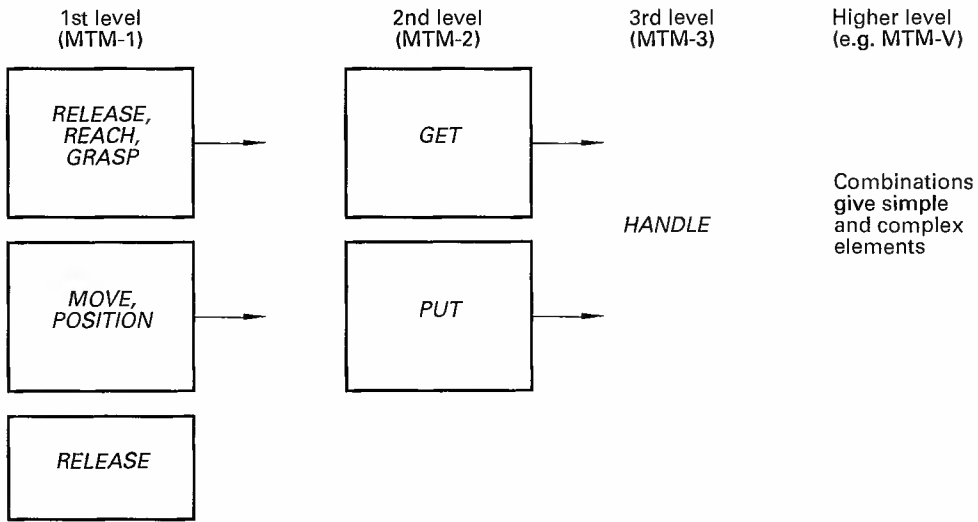 1st level
(MTM-1)
2nd level
(MTM-2)
3rd level
(MTM-3)
Higher level
(e.g. MTM-V)
RELEASE,
REACH,
GRASP
GET
HANDLE
Combinations
give simple
and complex
elements
MOVE,
POSITION
PUT
RELEASE